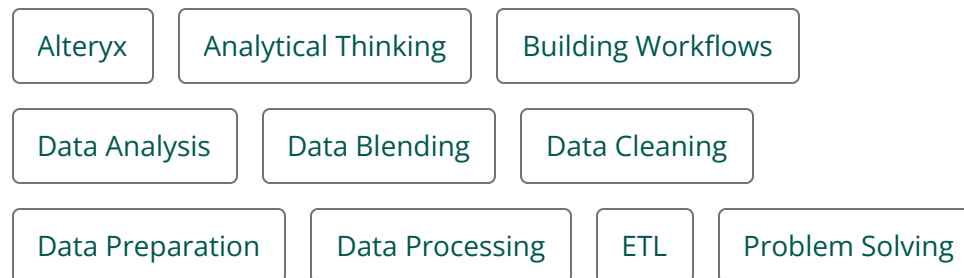 Alteryx Analytical Thinking Building Workflows
Data Analysis Data Blending Data Cleaning
Data Preparation Data Processing ETL Problem Solving